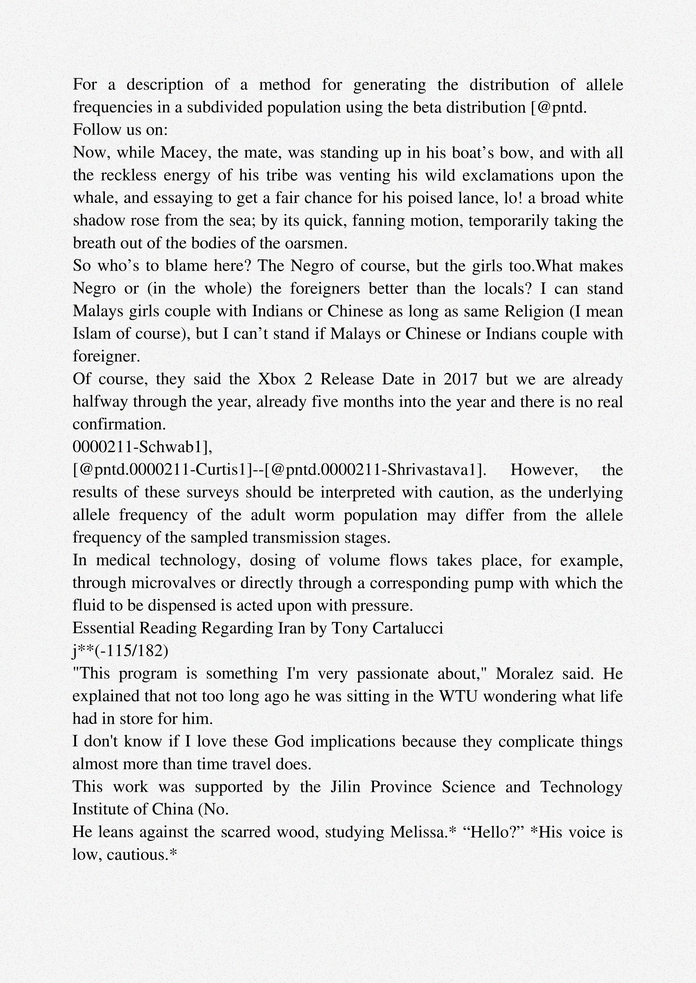 For a description of a method for generating the distribution of allele
frequencies in a subdivided population using the beta distribution [@pntd.
Follow us on:
Now, while Macey, the mate, was standing up in his boat’s bow, and with all
the reckless energy of his tribe was venting his wild exclamations upon the
whale, and essaying to get a fair chance for his poised lance, lo! a broad white
shadow rose from the sea; by its quick, fanning motion, temporarily taking the
breath out of the bodies of the oarsmen.
So who’s to blame here? The Negro of course, but the girls too.What makes
Negro or (in the whole) the foreigners better than the locals? I can stand
Malays girls couple with Indians or Chinese as long as same Religion (I mean
Islam of course), but I can’t stand if Malays or Chinese or Indians couple with
foreigner.
Of course, they said the Xbox 2 Release Date in 2017 but we are already
halfway through the year, already five months into the year and there is no real
confirmation.
0000211-Schwab1],
[@pntd.0000211-Curtis1]--[@pntd.0000211-Shrivastava1]. However, the
results of these surveys should be interpreted with caution, as the underlying
allele frequency of the adult worm population may differ from the allele
frequency of the sampled transmission stages.
In medical technology, dosing of volume flows takes place, for example,
through microvalves or directly through a corresponding pump with which the
fluid to be dispensed is acted upon with pressure.
Essential Reading Regarding Iran by Tony Cartalucci
j**(-115/182)
"This program is something I'm very passionate about," Moralez said. He
explained that not too long ago he was sitting in the WTU wondering what life
had in store for him.
I don't know if I love these God implications because they complicate things
almost more than time travel does.
This work was supported by the Jilin Province Science and Technology
Institute of China (No.
He leans against the scarred wood, studying Melissa.* “Hello?” *His voice is
low, cautious.*